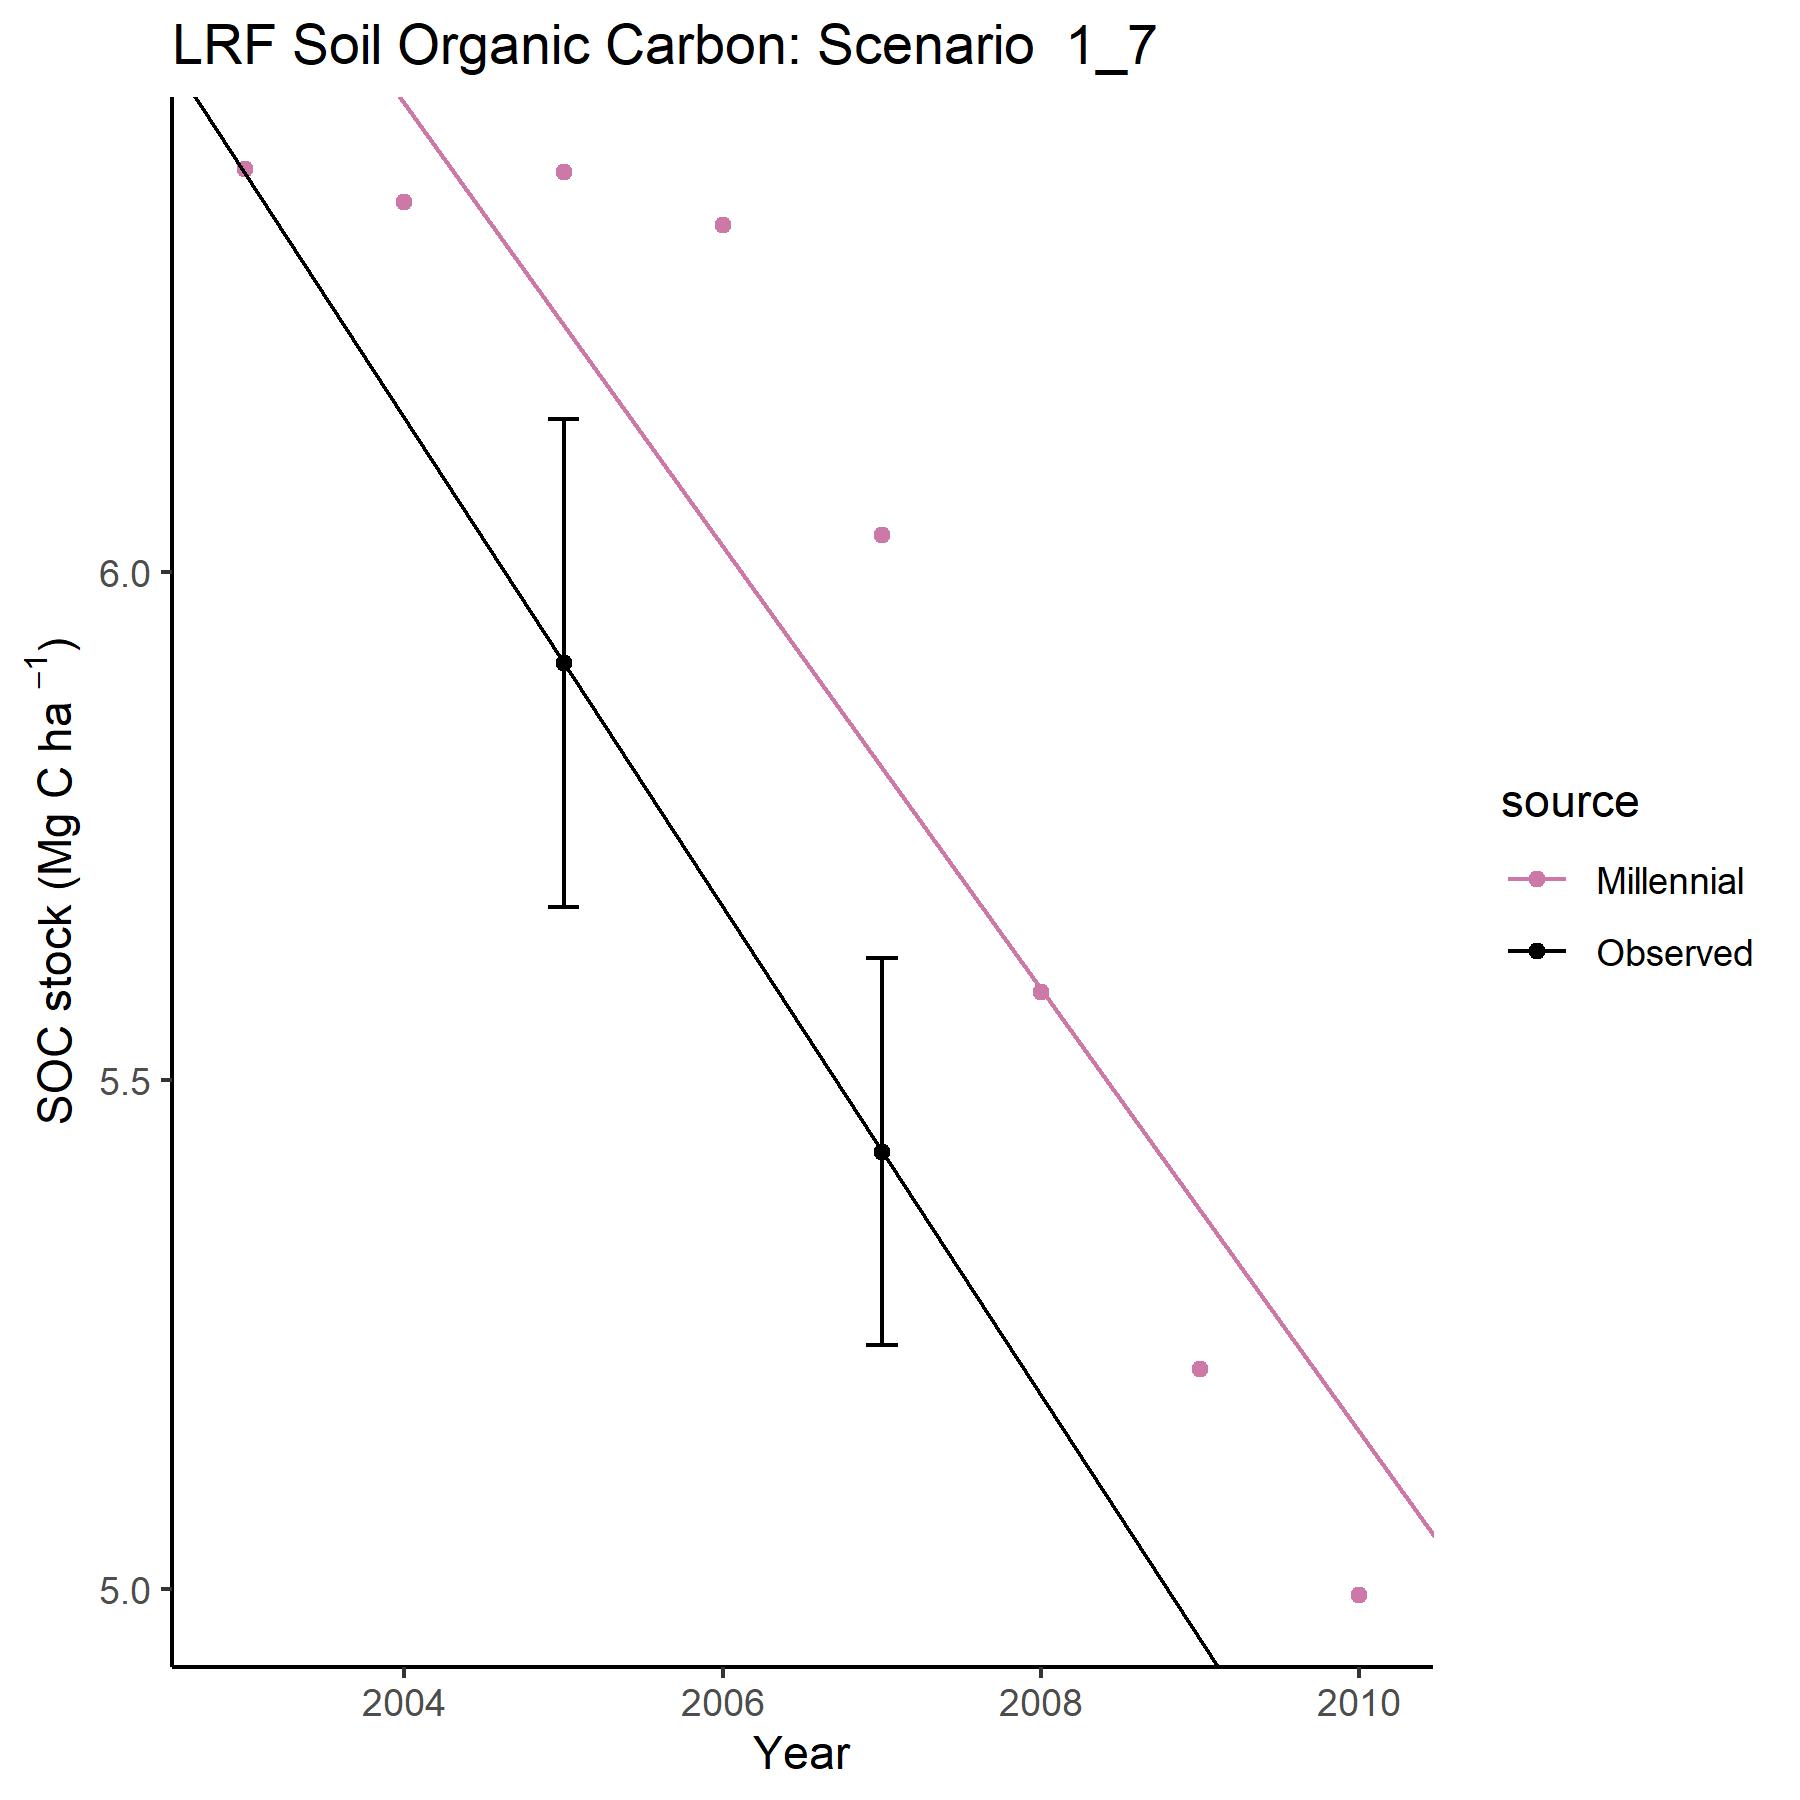 LRF Soil Organic Carbon: Scenario  1_7
SOC stock (Mg C ha ⁻¹)
6.0
5.5
5.0
2004
2006
2008
2010
Year
source
Millennial
Observed